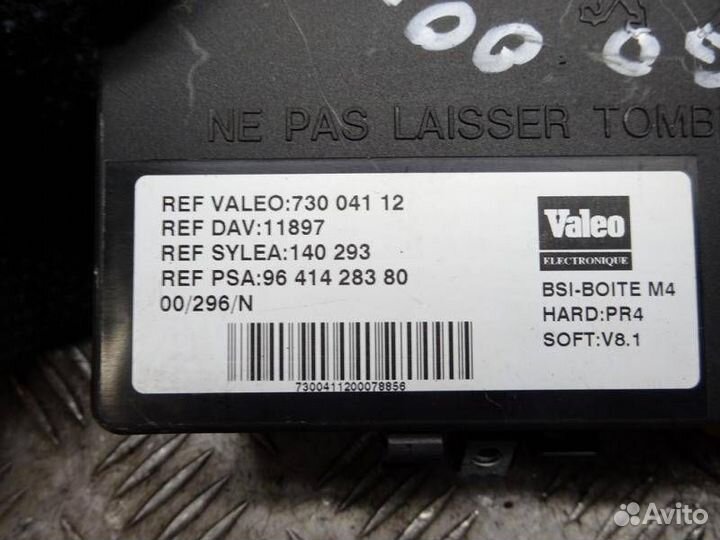 NE PAS LAISSER TOMB
REF VALEO:730 041 12
REF DAV:11897
REF SYLEA:140 293
REF PSA:96 414 283 80
00/296/N
7300411200078856
Valeo
ELECTRONIQUE
BSI-BOITE M4
HARD:PR4
SOFT:V8.1
Avito